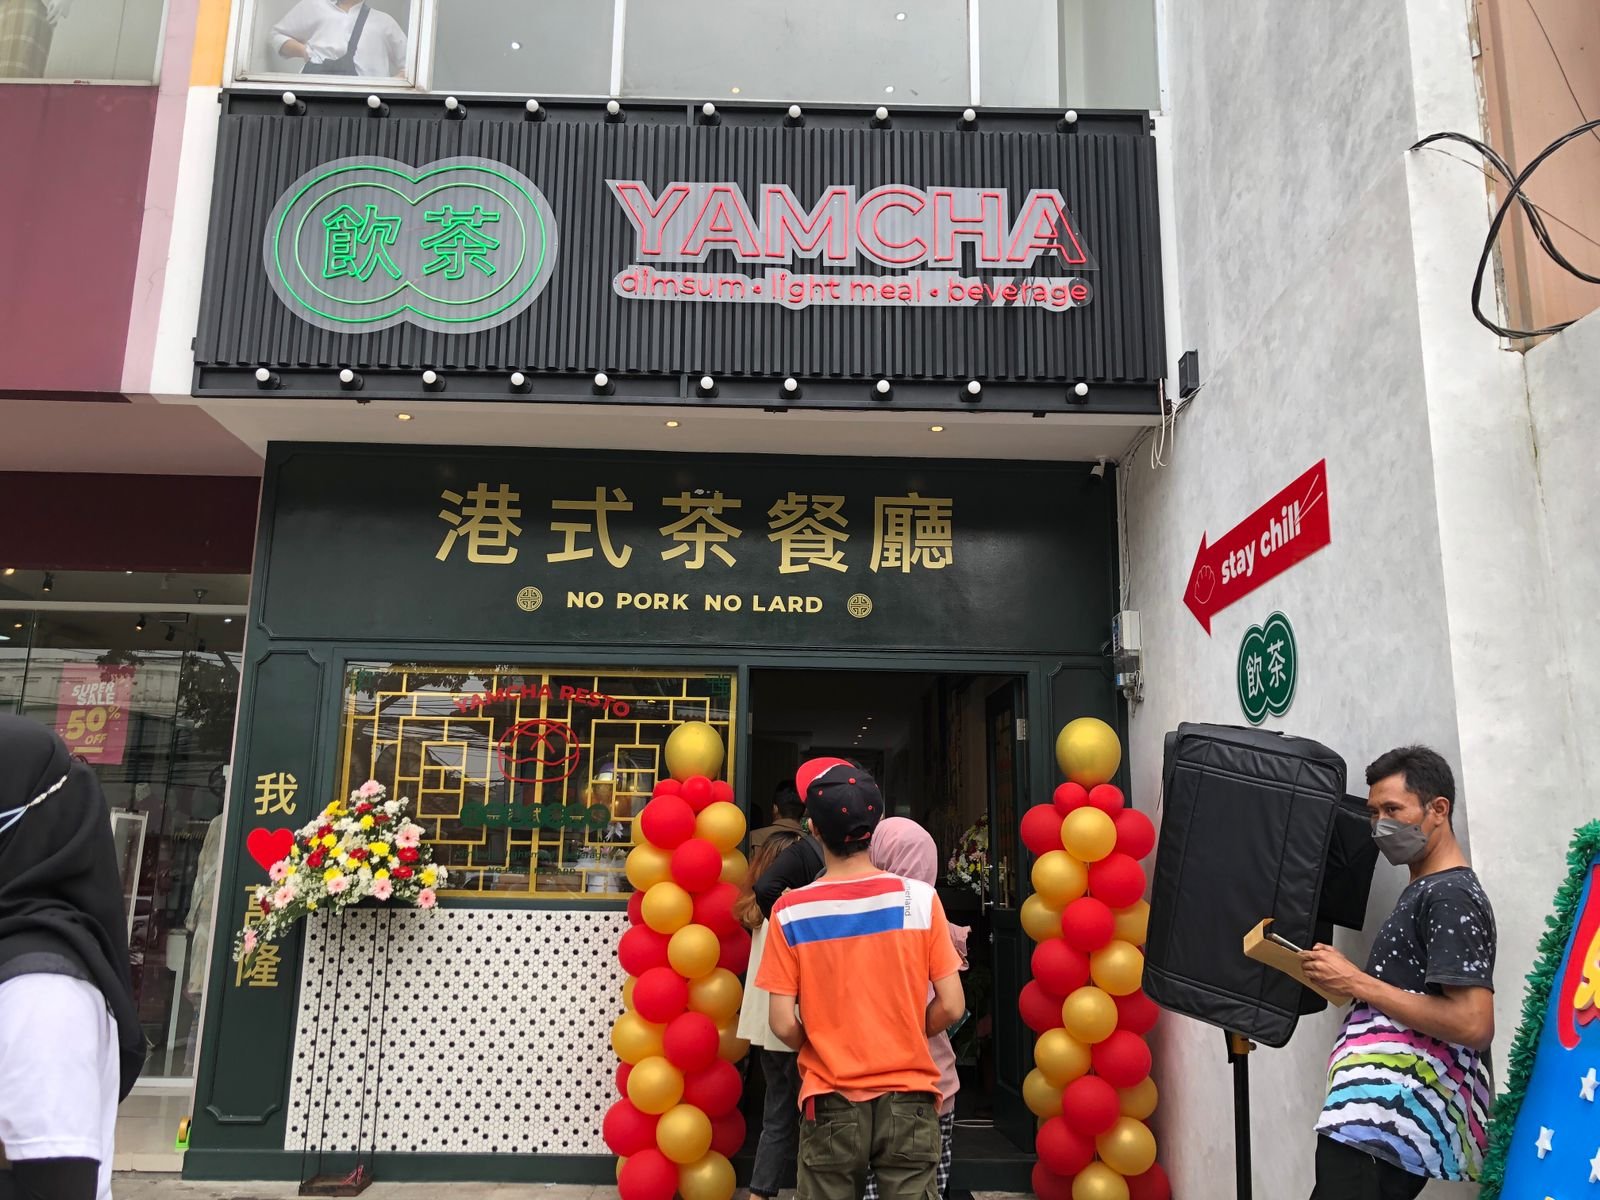 飲茶
YAMCHA
dimsum • light meal • beverage
港式茶餐廳
NO PORK NO LARD
stay chill
飲茶
YAMCHA RESTO
SUPER
SALE
50%
OFF
我
隆